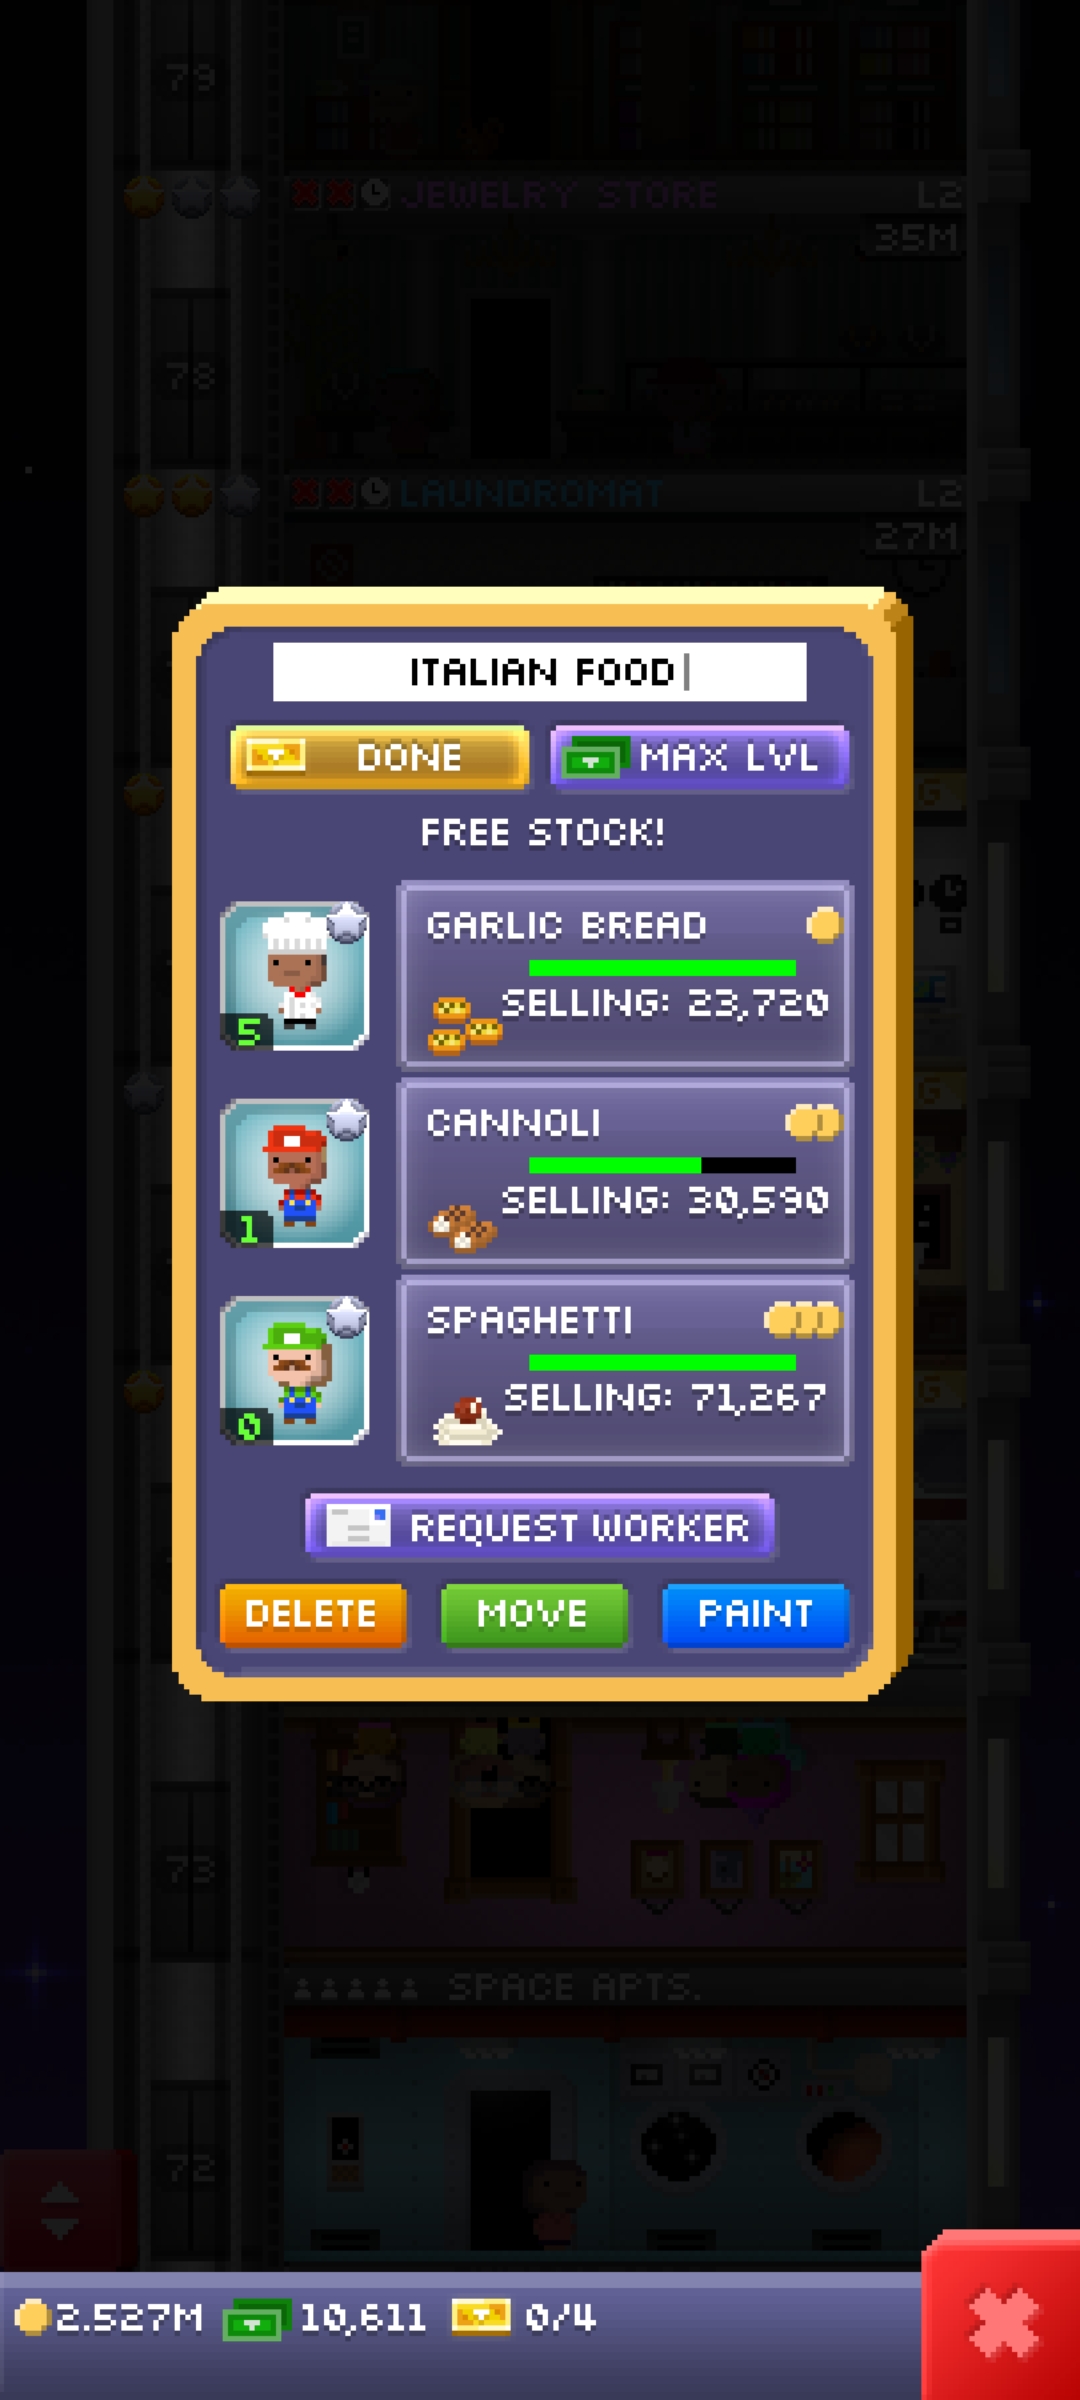 79
JEWELRY STORE L2
35M
78
LAUNDROMAT L2
27M
ITALIAN FOOD
DONE
MAX LVL
FREE STOCK!
GARLIC BREAD
SELLING: 23,720
5
CANNOLI
SELLING: 30,590
1
SPAGHETTI
SELLING: 71,267
0
REQUEST WORKER
DELETE
MOVE
PAINT
73
SPACE APTS.
72
2.527M 10,611 0/4